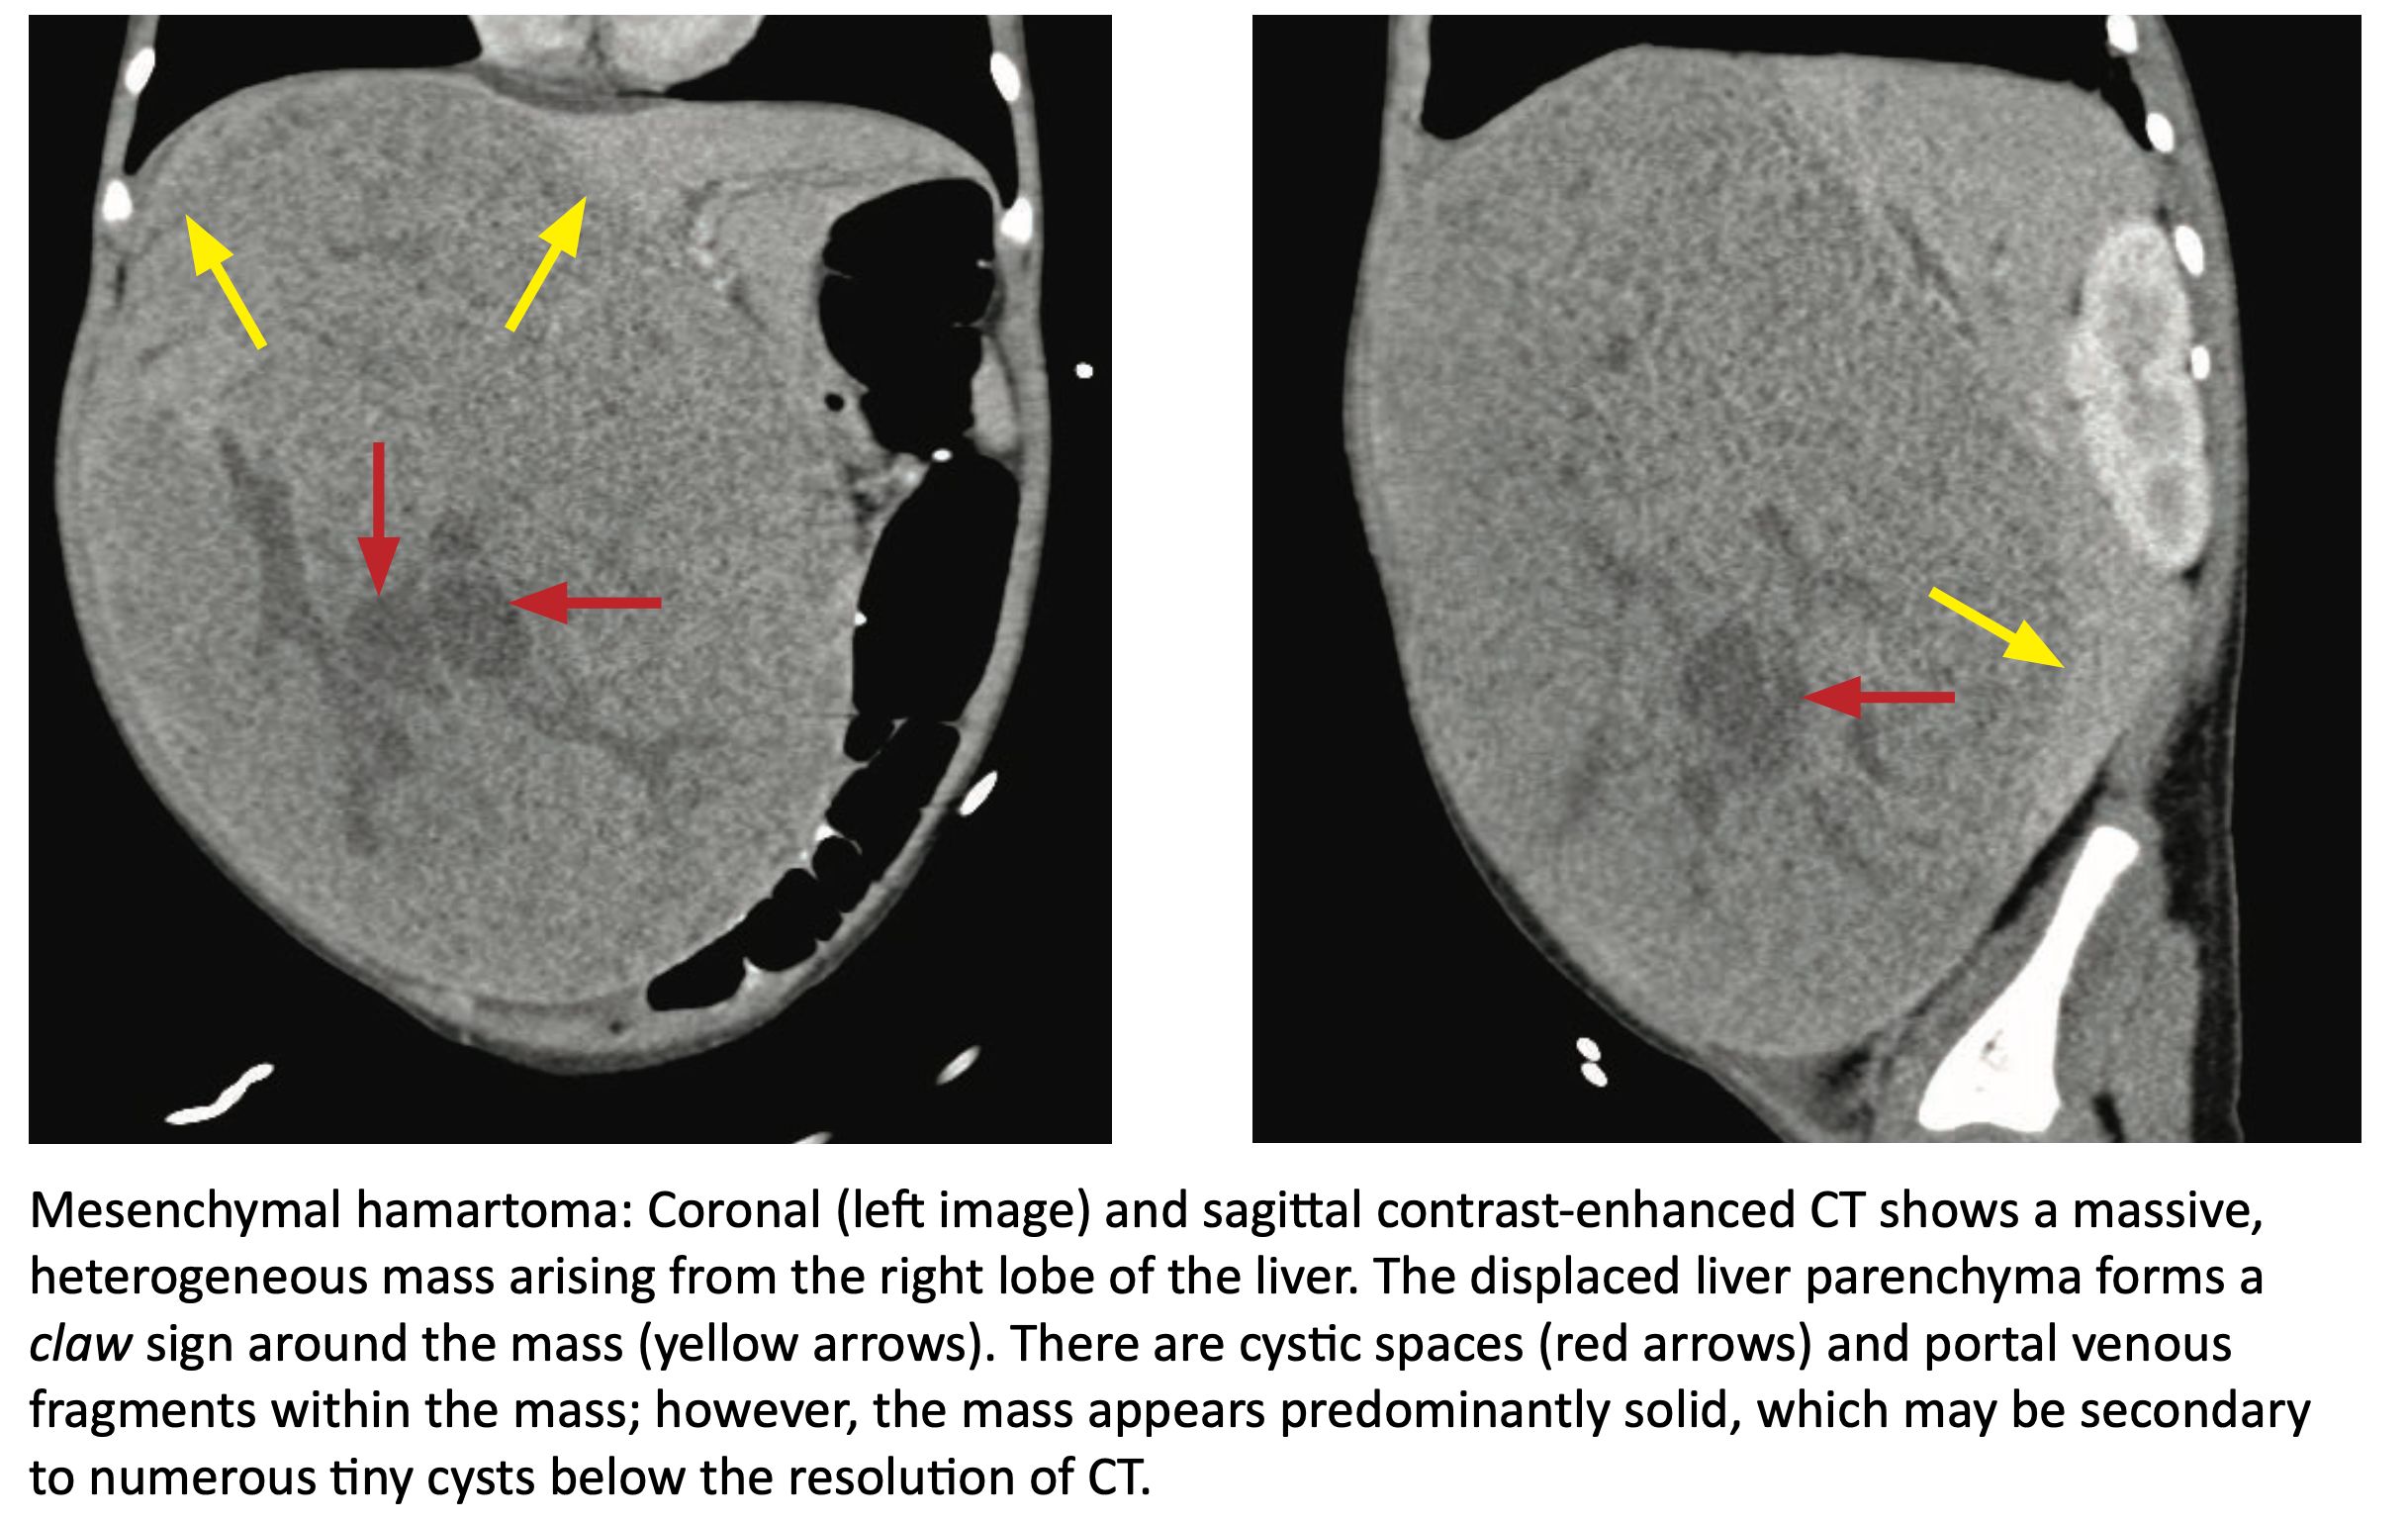 Mesenchymal hamartoma: Coronal (left image) and sagittal contrast-enhanced CT shows a massive,
heterogeneous mass arising from the right lobe of the liver. The displaced liver parenchyma forms a
claw sign around the mass (yellow arrows). There are cystic spaces (red arrows) and portal venous
fragments within the mass; however, the mass appears predominantly solid, which may be secondary
to numerous tiny cysts below the resolution of CT.